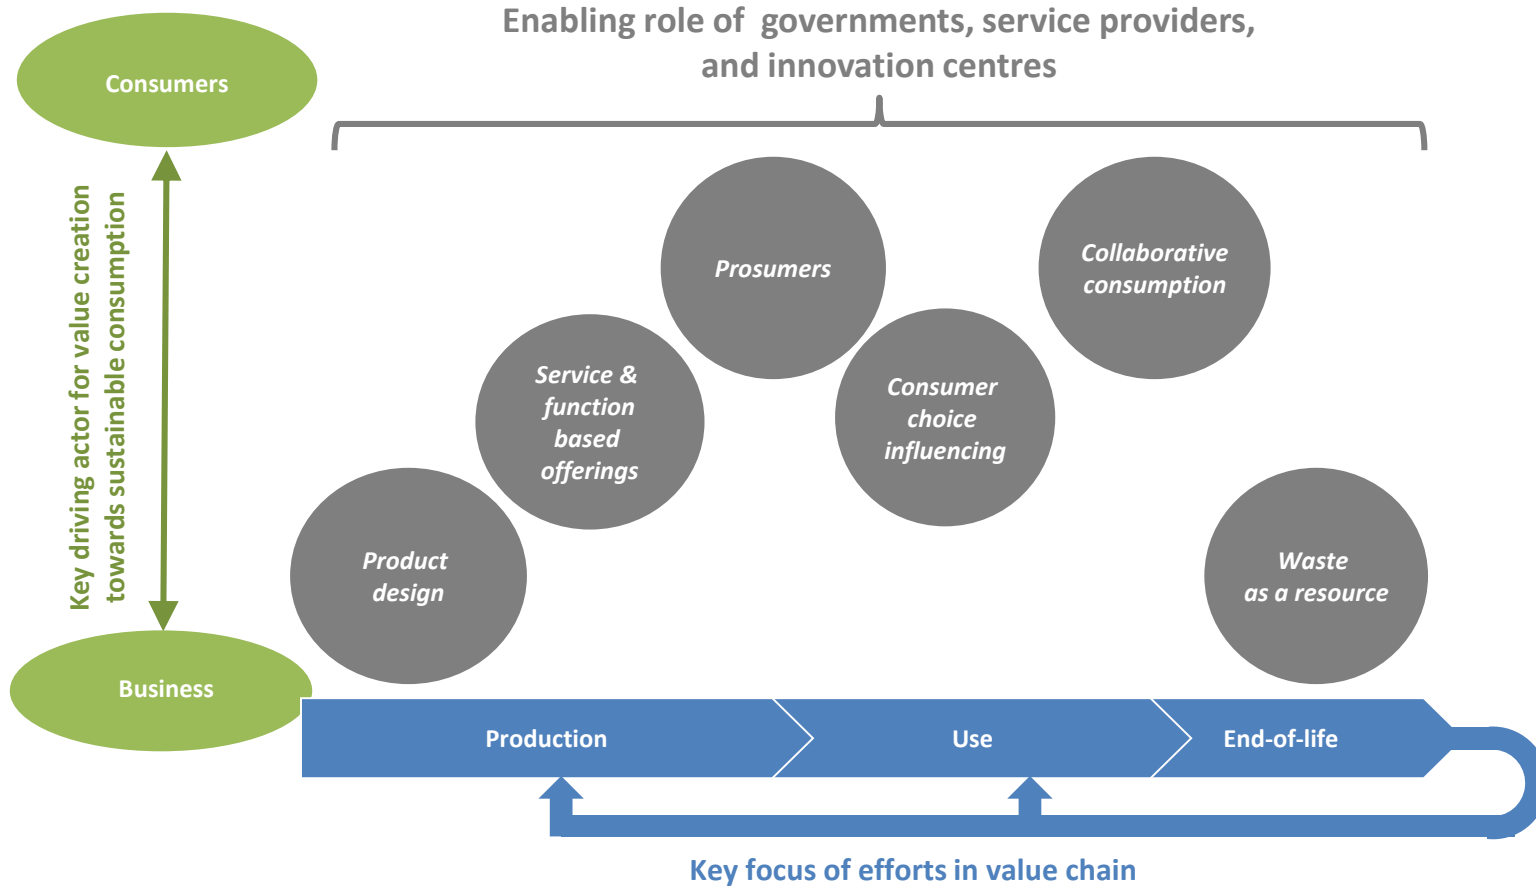 Enabling role of  governments, service providers,
and innovation centres
Consumers
Key driving actor for value creation
towards sustainable consumption
Business
Prosumers
Collaborative
consumption
Service &
function
based
offerings
Consumer
choice
influencing
Product
design
Waste
as a resource
Production
Use
End-of-life
Key focus of efforts in value chain